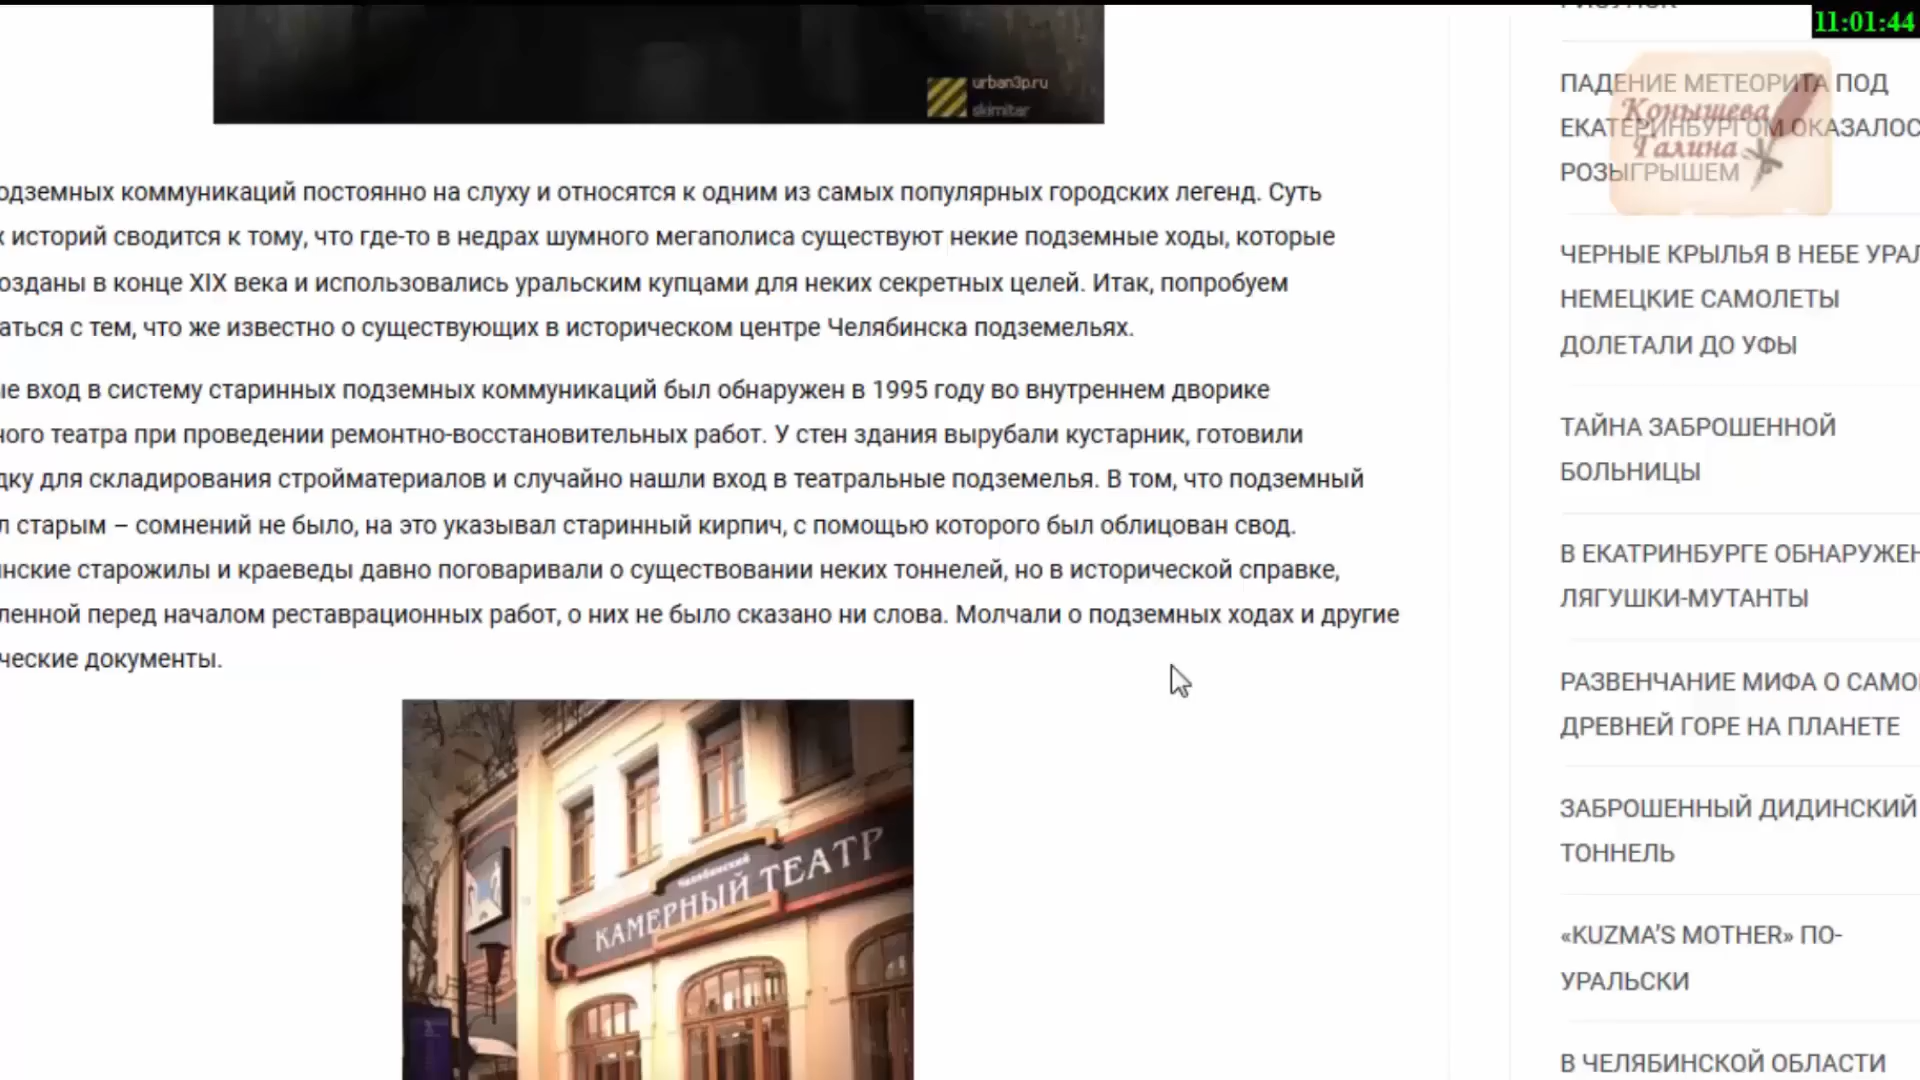 11:01:44
urban3p.ru
skimitar
одземных коммуникаций постоянно на слуху и относятся к одним из самых популярных городских легенд. Суть
х историй сводится к тому, что где-то в недрах шумного мегаполиса существуют некие подземные ходы, которые
озданы в конце XIX века и использовались уральским купцами для неких секретных целей. Итак, попробуем
аться с тем, что же известно о существующих в историческом центре Челябинска подземельях.
ые вход в систему старинных подземных коммуникаций был обнаружен в 1995 году во внутреннем дворике
ного театра при проведении ремонтно-восстановительных работ. У стен здания вырубали кустарник, готовили
дку для складирования стройматериалов и случайно нашли вход в театральные подземелья. В том, что подземный
л старым – сомнений не было, на это указывал старинный кирпич, с помощью которого был облицован свод.
инские старожилы и краеведы давно поговаривали о существовании неких тоннелей, но в исторической справке,
ленной перед началом реставрационных работ, о них не было сказано ни слова. Молчали о подземных ходах и другие
ческие документы.
Челябинский
КАМЕРНЫЙ ТЕАТР
ПАДЕНИЕ МЕТЕОРИТА ПОД
ЕКАТЕРИНБУРГОМ ОКАЗАЛОС
РОЗЫГРЫШЕМ
Конышева
Галина
ЧЕРНЫЕ КРЫЛЬЯ В НЕБЕ УРАЛ
НЕМЕЦКИЕ САМОЛЕТЫ
ДОЛЕТАЛИ ДО УФЫ
ТАЙНА ЗАБРОШЕННОЙ
БОЛЬНИЦЫ
В ЕКАТРИНБУРГЕ ОБНАРУЖЕН
ЛЯГУШКИ-МУТАНТЫ
РАЗВЕНЧАНИЕ МИФА О САМО
ДРЕВНЕЙ ГОРЕ НА ПЛАНЕТЕ
ЗАБРОШЕННЫЙ ДИДИНСКИЙ
ТОННЕЛЬ
«KUZMA’S MOTHER» ПО-
УРАЛЬСКИ
В ЧЕЛЯБИНСКОЙ ОБЛАСТИ